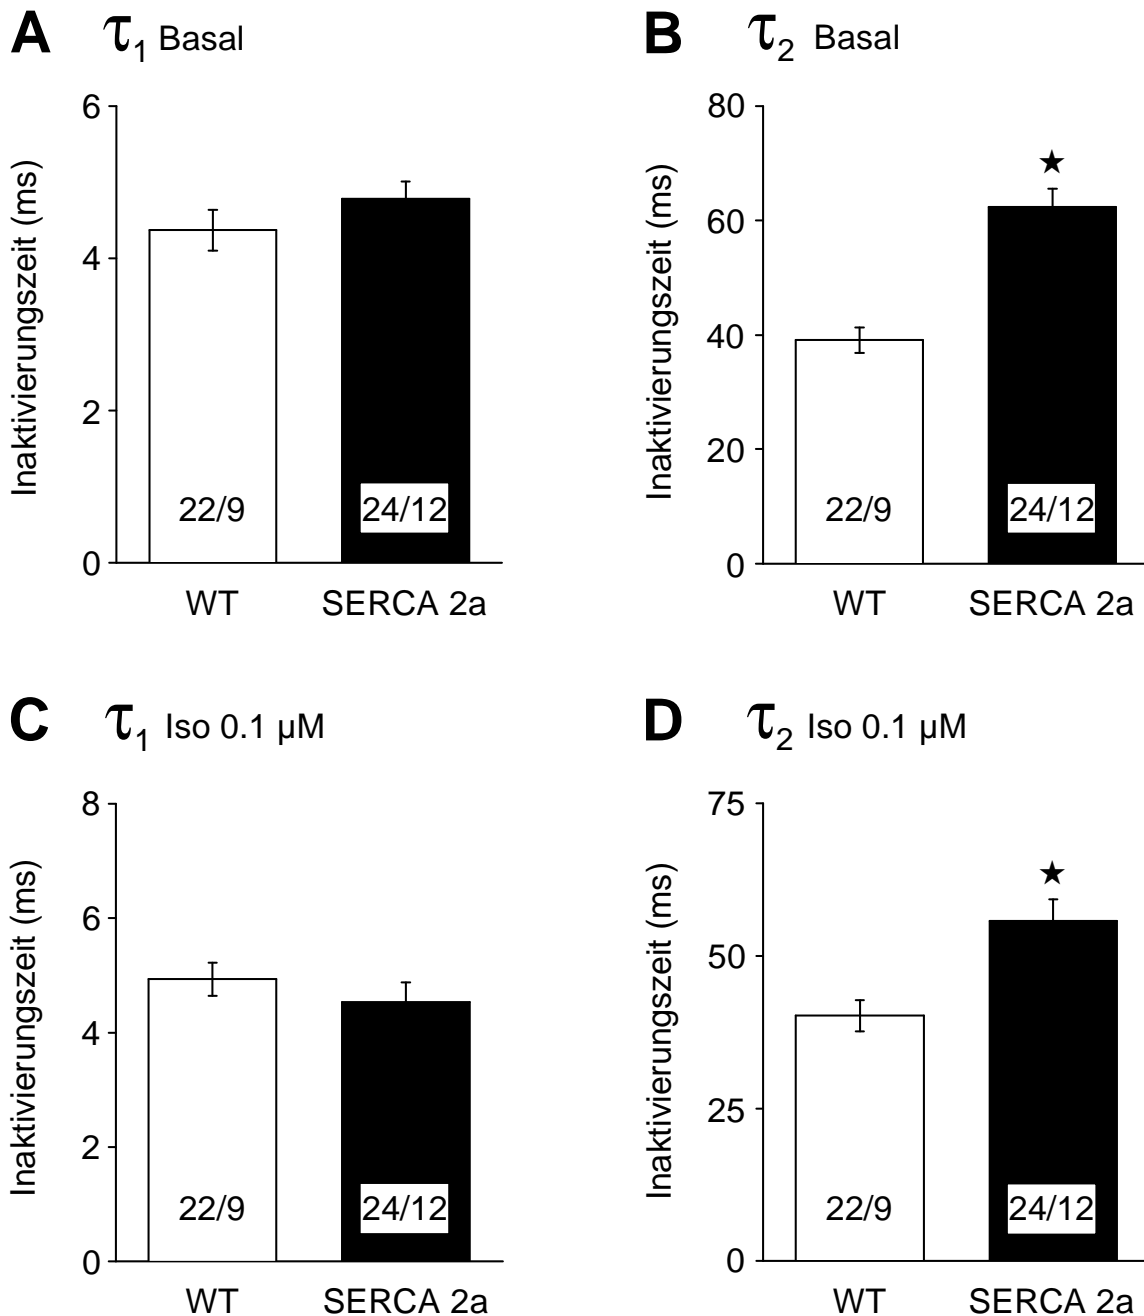 A τ1 Basal
Inaktivierungszeit (ms)
6
4
2
0
22/9
24/12
WT
SERCA 2a
B τ2 Basal
Inaktivierungszeit (ms)
80
60
40
20
0
★
22/9
24/12
WT
SERCA 2a
C τ1 Iso 0.1 µM
Inaktivierungszeit (ms)
8
6
4
2
0
22/9
24/12
WT
SERCA 2a
D τ2 Iso 0.1 µM
Inaktivierungszeit (ms)
75
50
25
0
★
22/9
24/12
WT
SERCA 2a